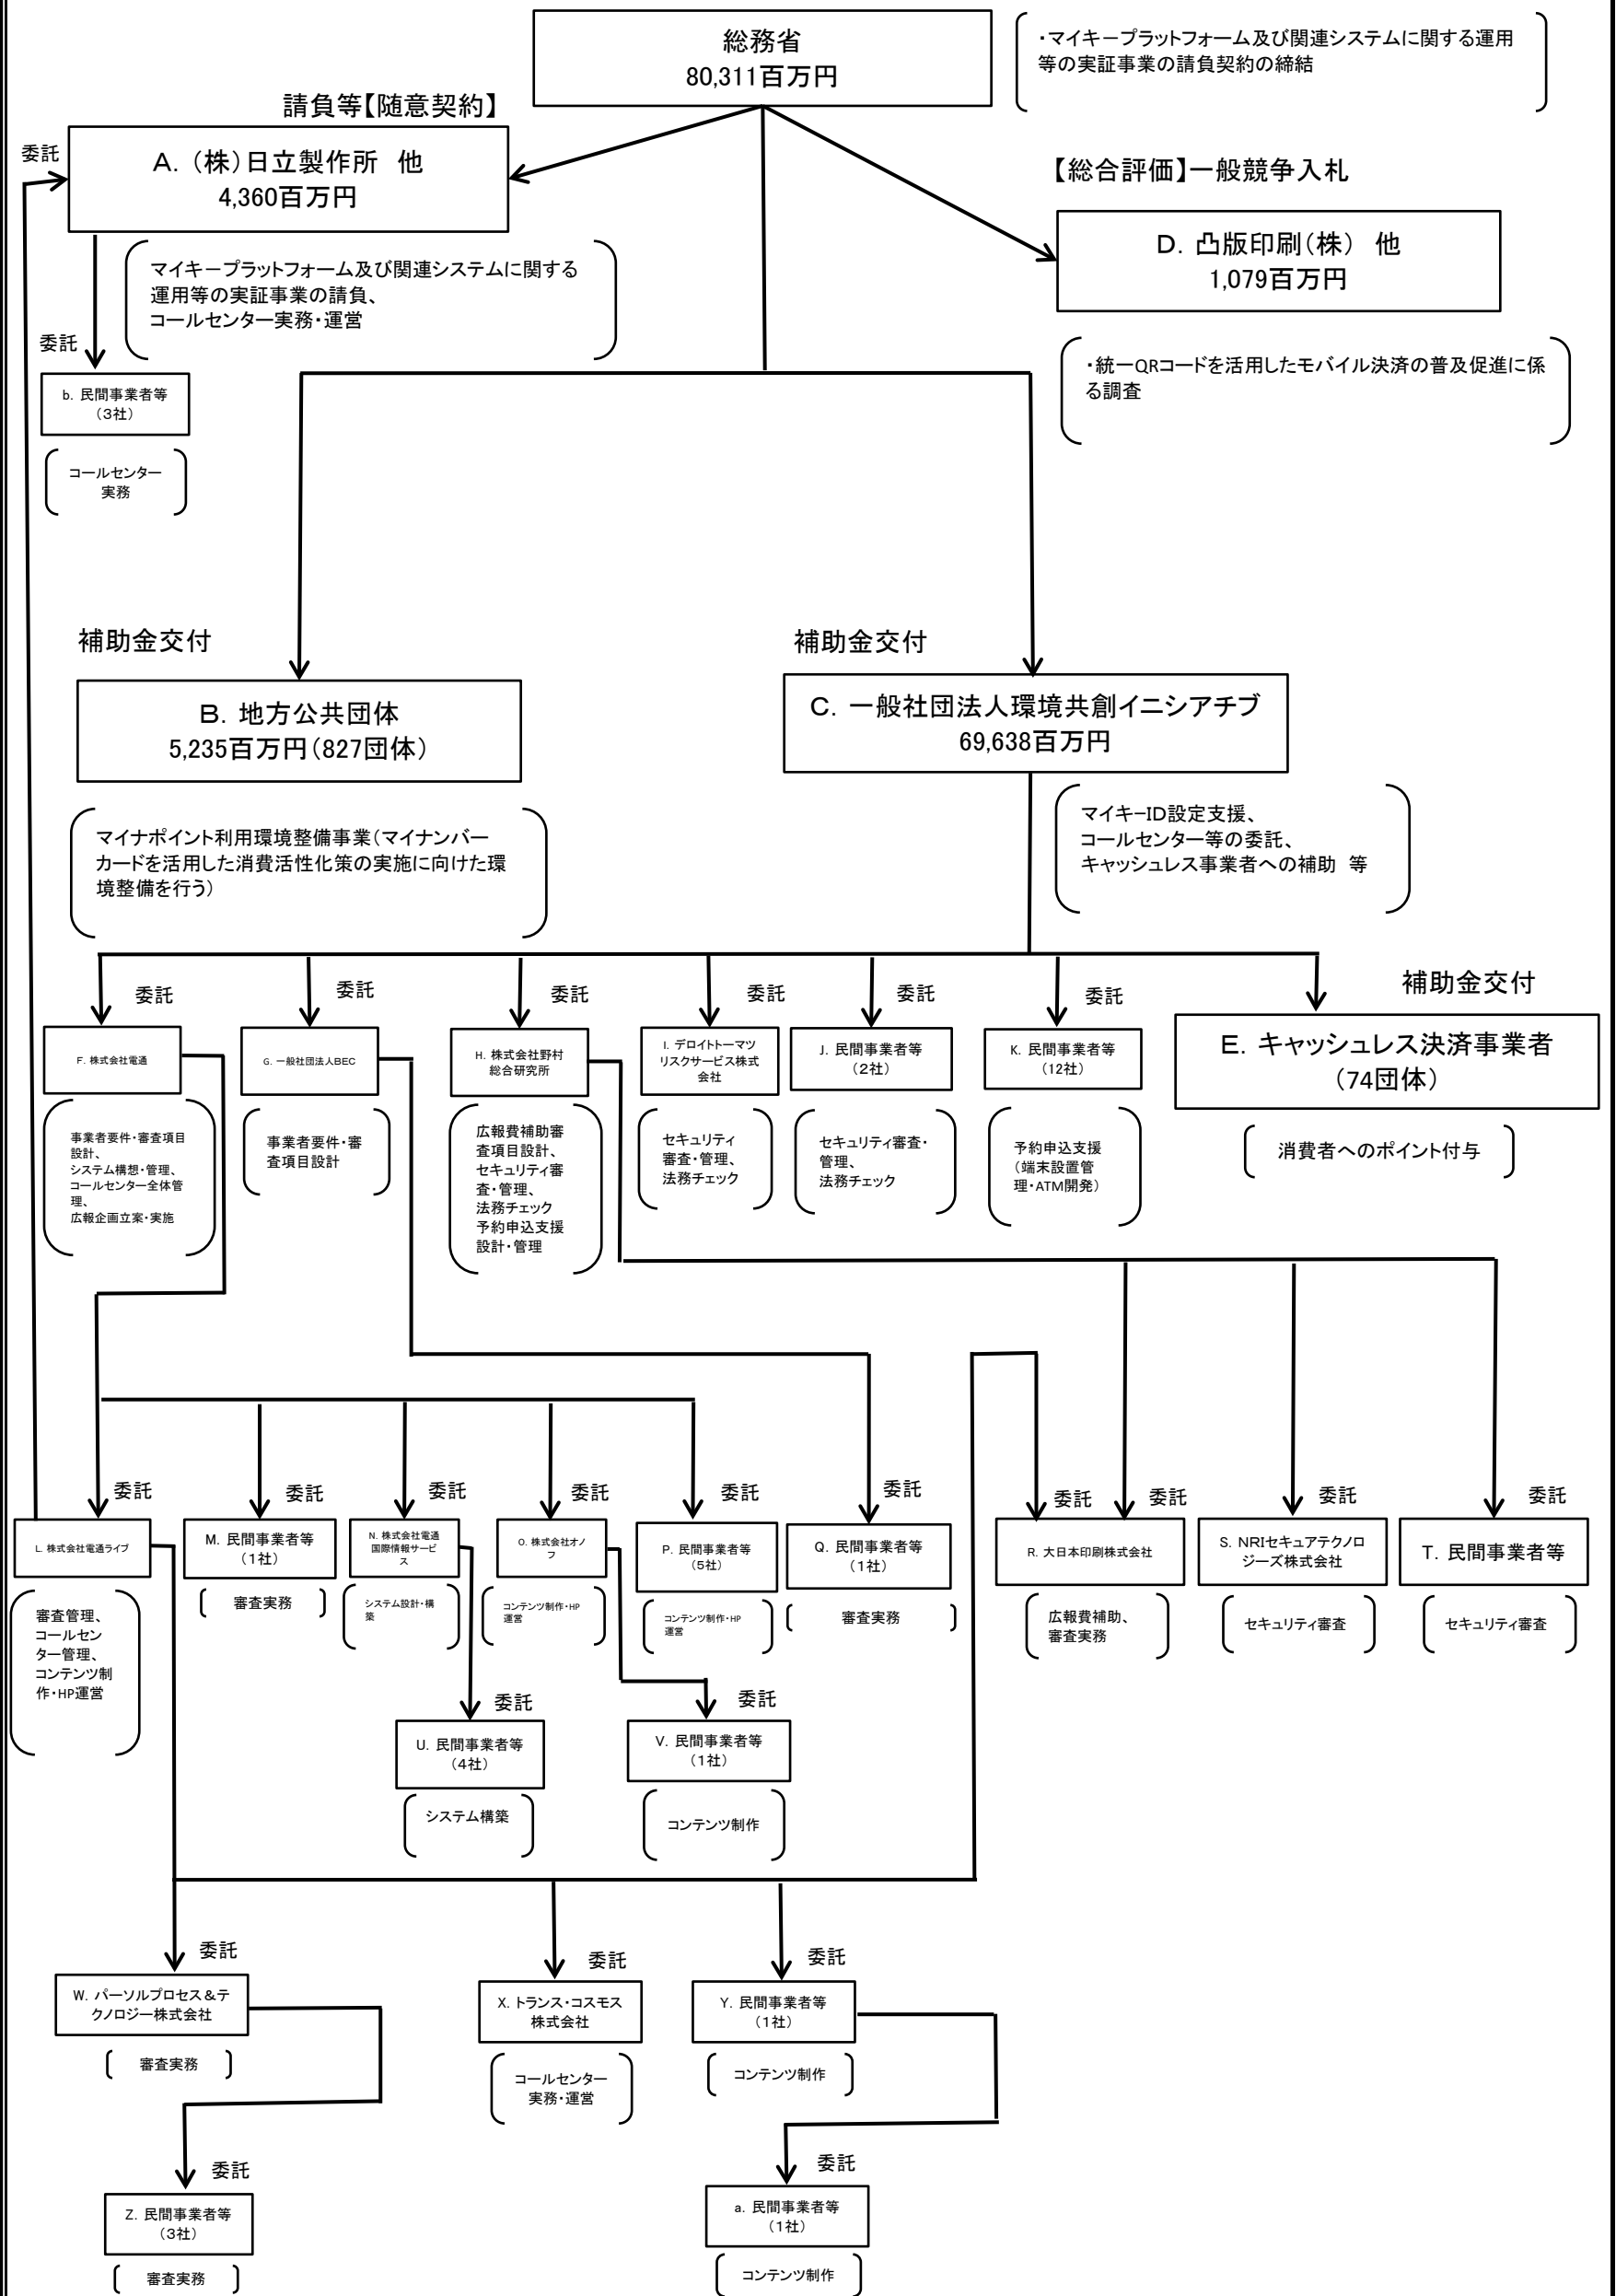 総務省
80,311百万円
・マイキープラットフォーム及び関連システムに関する運用
等の実証事業の請負契約の締結
請負等【随意契約】
委託
A. （株）日立製作所 他
4,360百万円
【総合評価】一般競争入札
D. 凸版印刷（株） 他
1,079百万円
マイキープラットフォーム及び関連システムに関する
運用等の実証事業の請負、
コールセンター実務・運営
・統一QRコードを活用したモバイル決済の普及促進に係
る調査
委託
b. 民間事業者等
（3社）
コールセンター
実務
補助金交付
補助金交付
B. 地方公共団体
5,235百万円（827団体）
C. 一般社団法人環境共創イニシアチブ
69,638百万円
マイナポイント利用環境整備事業（マイナンバー
カードを活用した消費活性化策の実施に向けた環
境整備を行う）
マイキーID設定支援、
コールセンター等の委託、
キャッシュレス事業者への補助 等
委託
委託
委託
委託
委託
委託
補助金交付
F. 株式会社電通
G. 一般社団法人BEC
H. 株式会社野村
総合研究所
I. デロイトトーマツ
リスクサービス株式
会社
J. 民間事業者等
（2社）
K. 民間事業者等
（12社）
E. キャッシュレス決済事業者
（74団体）
事業者要件・審査項目
設計、
システム構想・管理、
コールセンター全体管
理、
広報企画立案・実施
事業者要件・審
査項目設計
広報費補助審
査項目設計、
セキュリティ審
査・管理、
法務チェック
予約申込支援
設計・管理
セキュリティ
審査・管理、
法務チェック
セキュリティ審査・
管理、
法務チェック
予約申込支援
（端末設置管
理・ATM開発）
消費者へのポイント付与
委託
委託
委託
委託
委託
委託
委託
委託
委託
委託
L. 株式会社電通ライブ
M. 民間事業者等
（1社）
N. 株式会社電通
国際情報サービ
ス
O. 株式会社オノ
フ
P. 民間事業者等
（5社）
Q. 民間事業者等
（1社）
R. 大日本印刷株式会社
S. NRIセキュアテクノロ
ジーズ株式会社
T. 民間事業者等
審査管理、
コールセン
ター管理、
コンテンツ制
作・HP運営
審査実務
システム設計・構
築
コンテンツ制作・HP
運営
コンテンツ制作・HP
運営
審査実務
広報費補助、
審査実務
セキュリティ審査
セキュリティ審査
委託
委託
U. 民間事業者等
（4社）
V. 民間事業者等
（1社）
システム構築
コンテンツ制作
委託
委託
委託
W. パーソルプロセス＆テ
クノロジー株式会社
X. トランス・コスモス
株式会社
Y. 民間事業者等
（1社）
審査実務
コールセンター
実務・運営
コンテンツ制作
委託
委託
Z. 民間事業者等
（3社）
a. 民間事業者等
（1社）
審査実務
コンテンツ制作